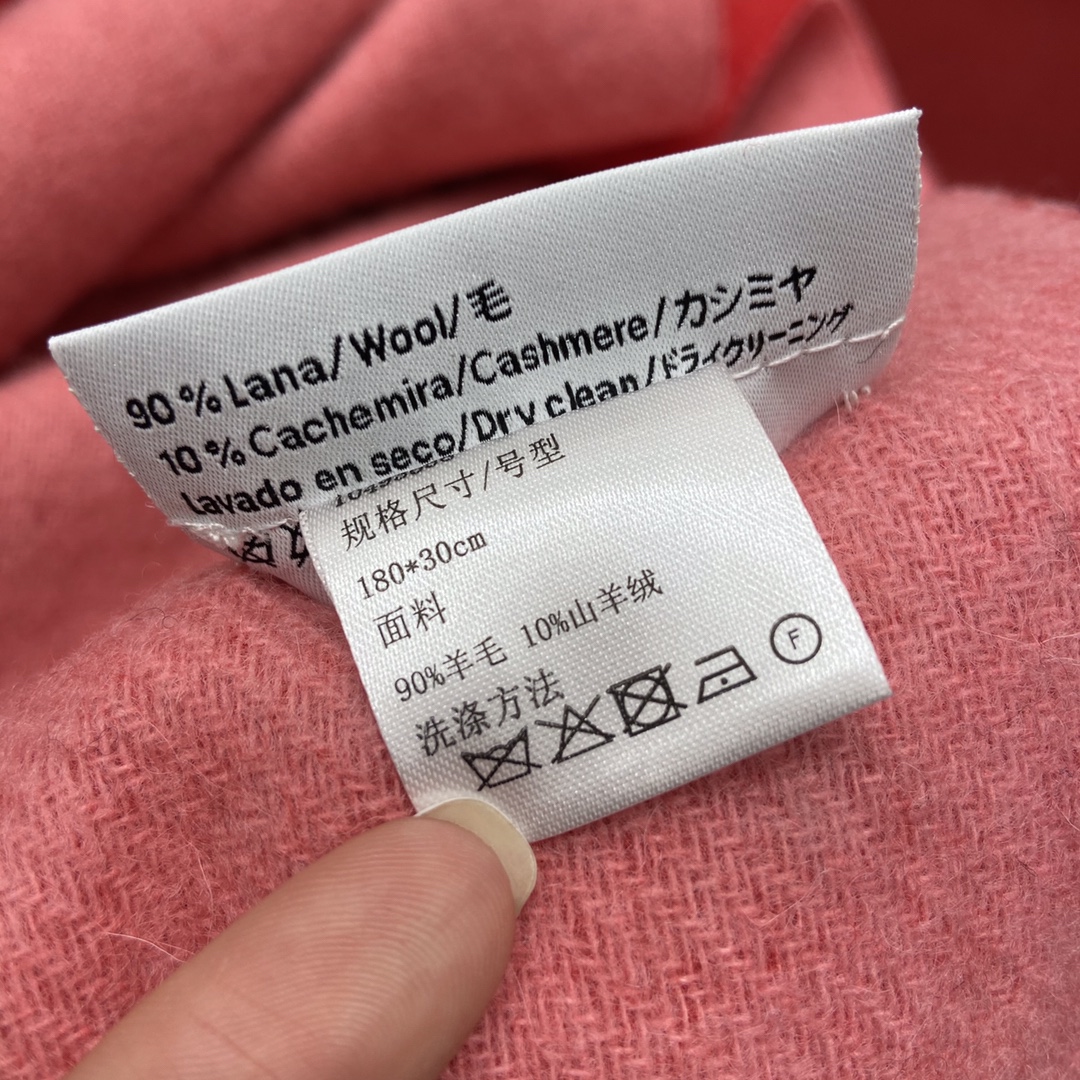 90% Lana/Wool/毛
10% Cachemira/Cashmere/カシミヤ
Lavado en seco/Dry clean/ドライクリーニング
规格尺寸/号型
180*30cm
面料
90%羊毛 10%山羊绒
洗涤方法
F